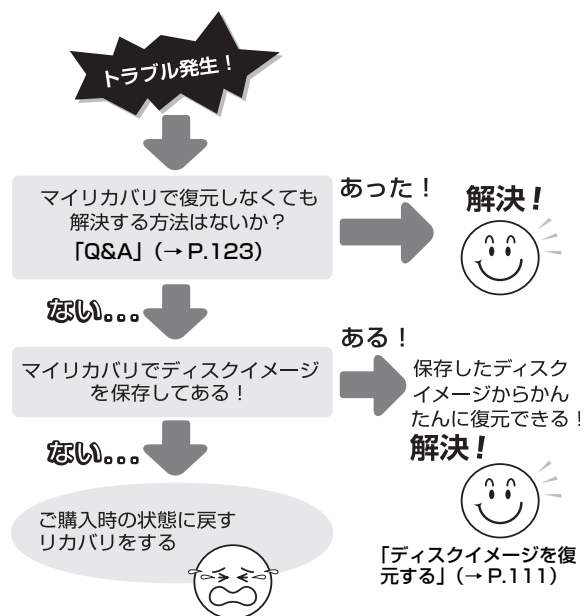 トラブル発生！
マイリカバリで復元しなくても
解決する方法はないか？
「Q&A」（→P.123）
あった！
解決！
ない...
マイリカバリでディスクイメージ
を保存してある！
ある！
保存したディスク
イメージからかん
たんに復元できる！
解決！
「ディスクイメージを復
元する」（→P.111）
ない...
ご購入時の状態に戻す
リカバリをする